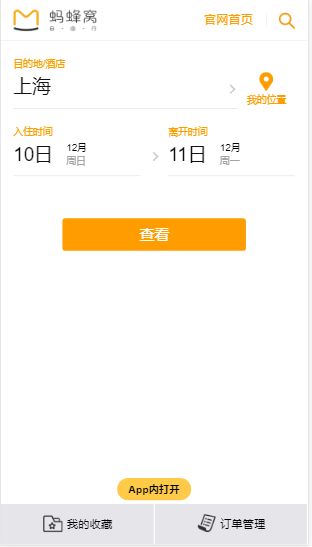 蚂蜂窝
自·由·行
官网首页
目的地/酒店
上海
我的位置
入住时间
离开时间
10日 12月 周日
11日 12月 周一
查看
App内打开
我的收藏
订单管理